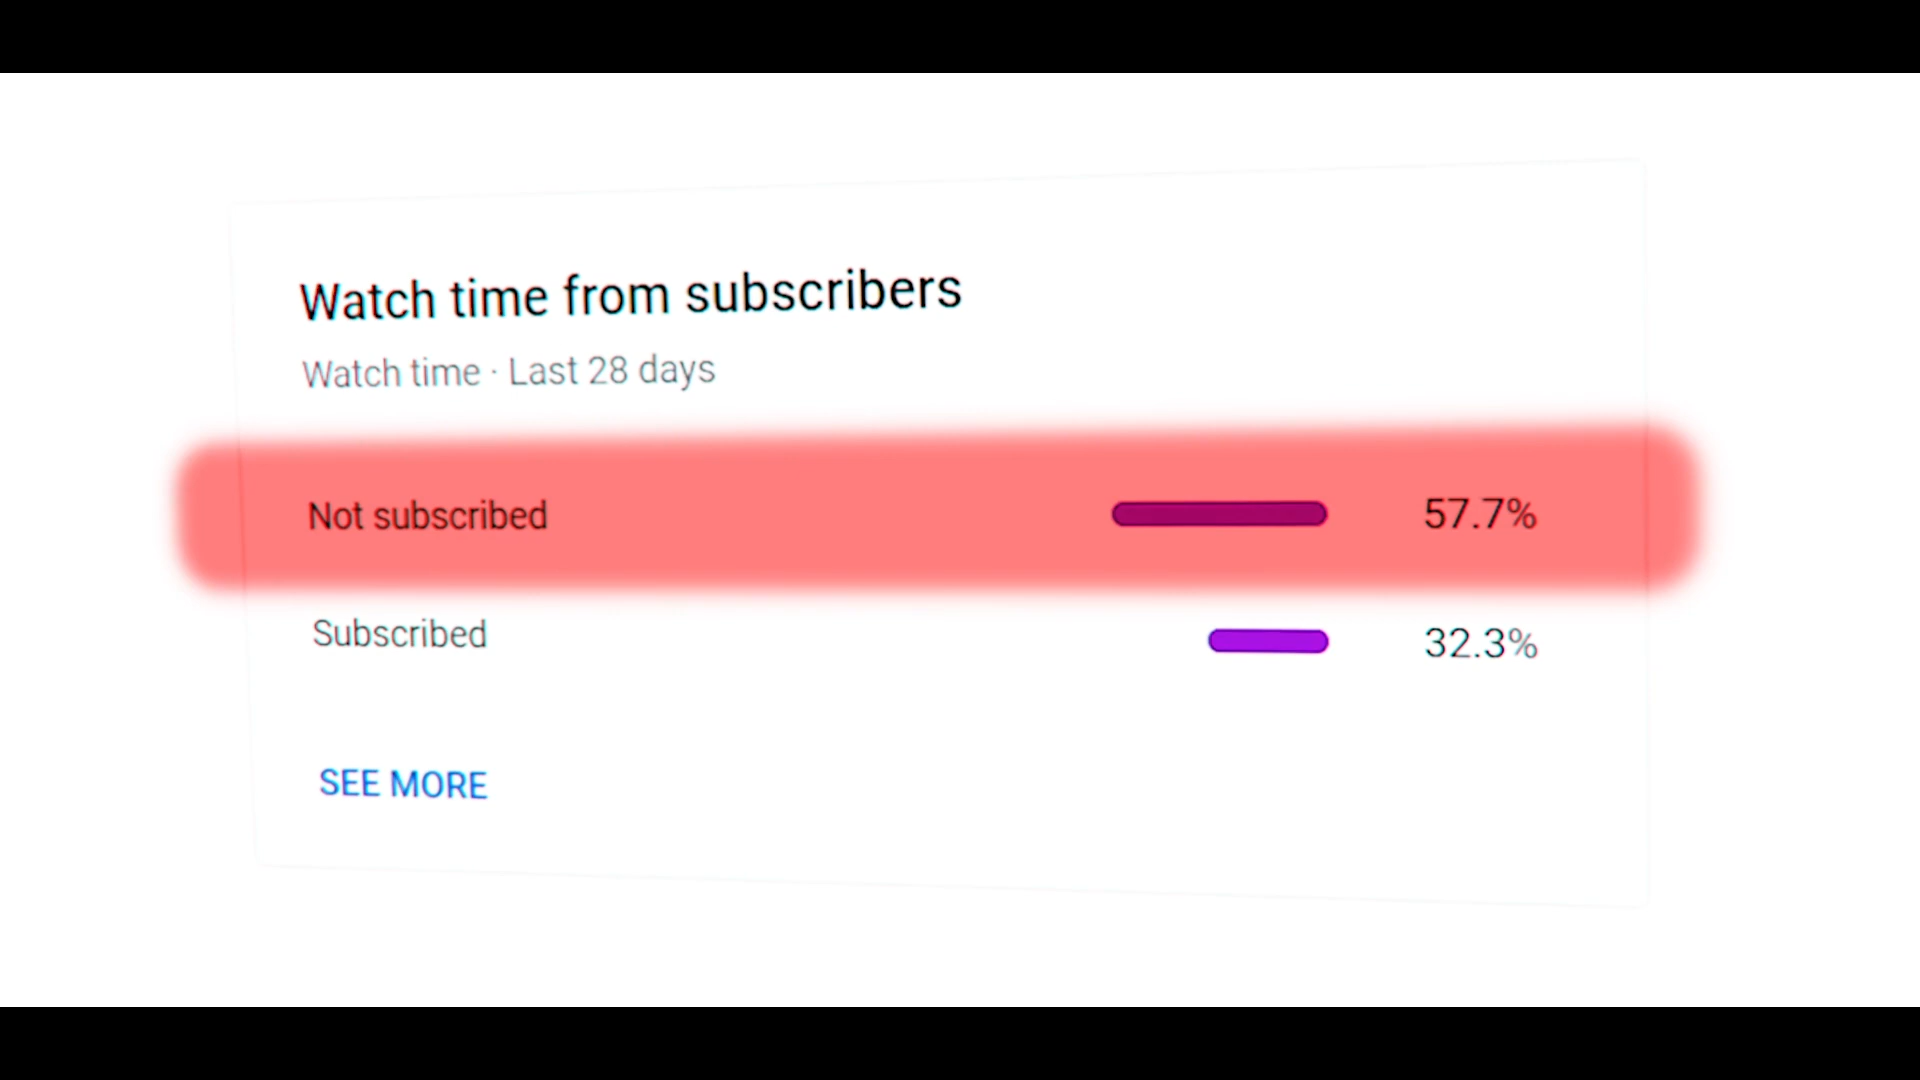 Watch time from subscribers
Watch time · Last 28 days
Not subscribed 57.7%
Subscribed 32.3%
SEE MORE